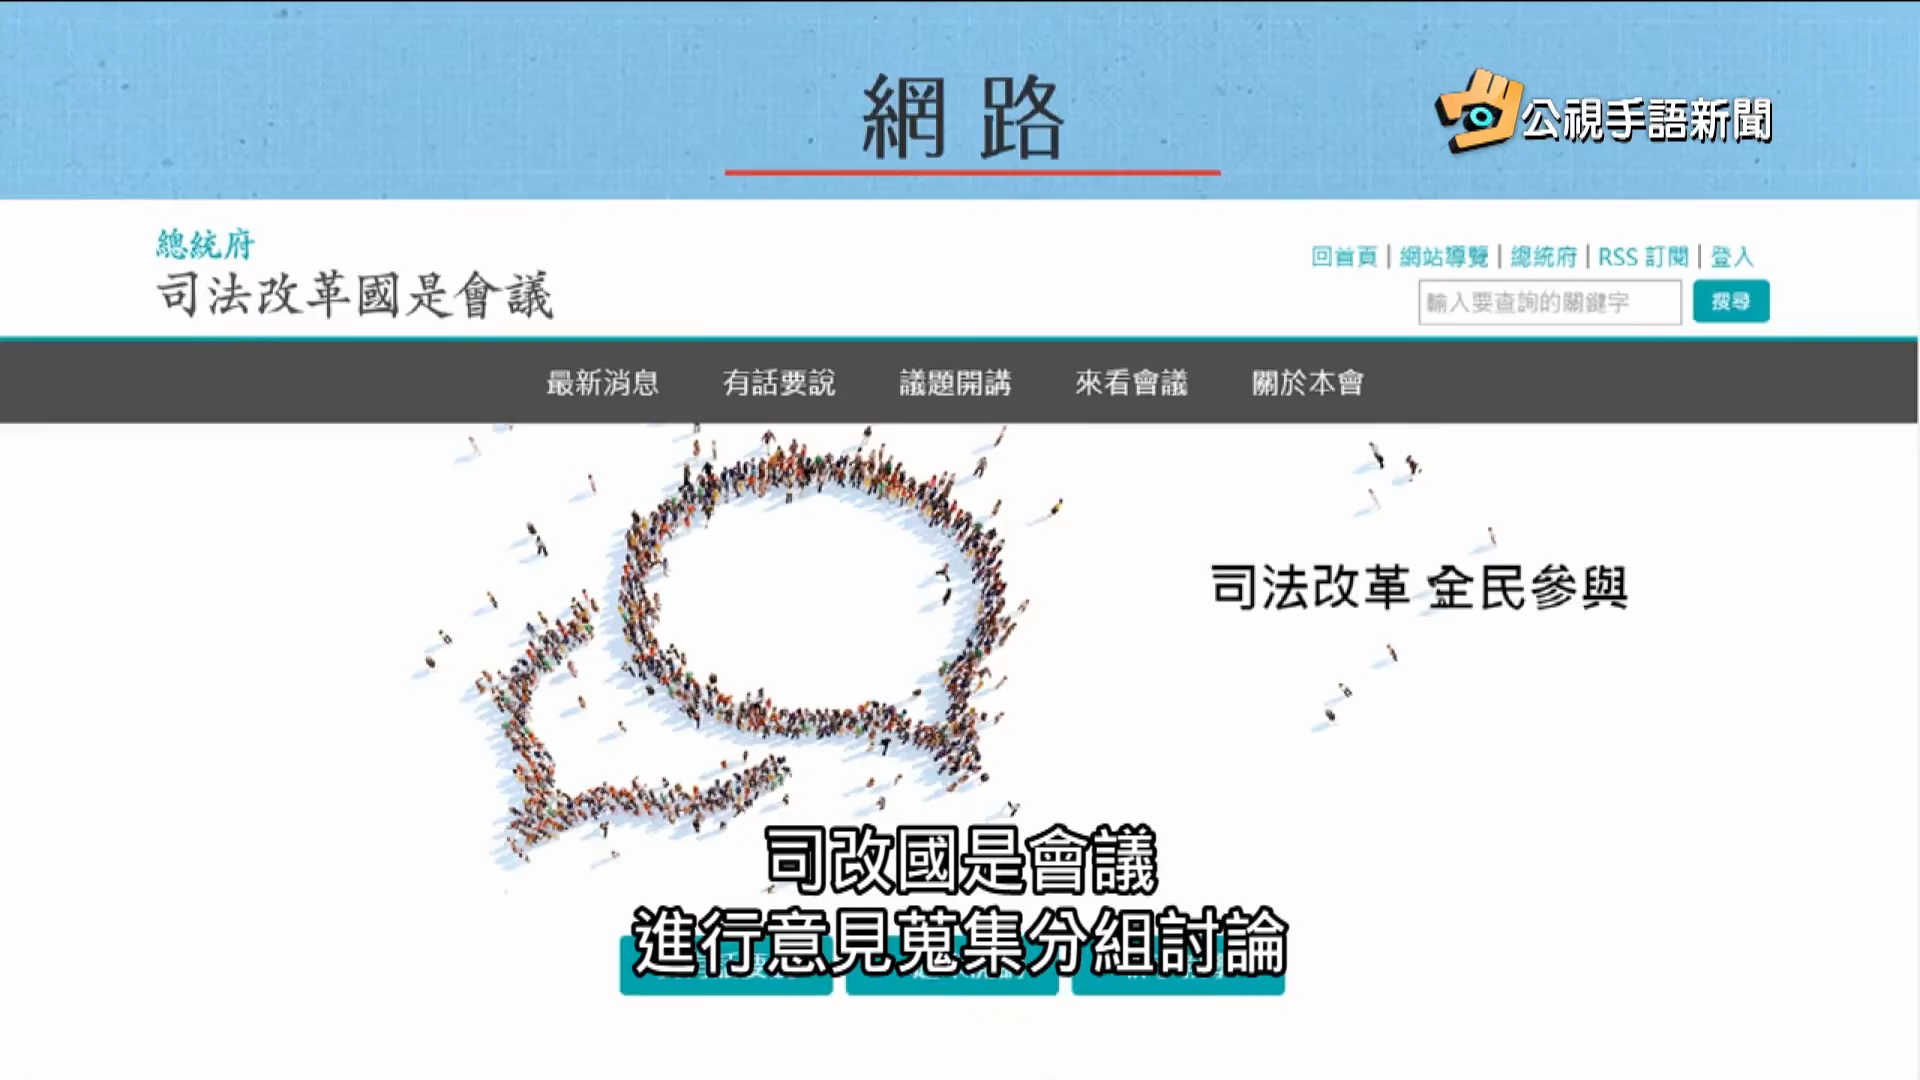 網路
公視手語新聞
總統府
司法改革國是會議
回首頁 | 網站導覽 | 總統府 | RSS 訂閱 | 登入
輸入要查詢的關鍵字
搜尋
最新消息 有話要說 議題開講 來看會議 關於本會
司法改革 全民參與
司改國是會議
進行意見蒐集分組討論